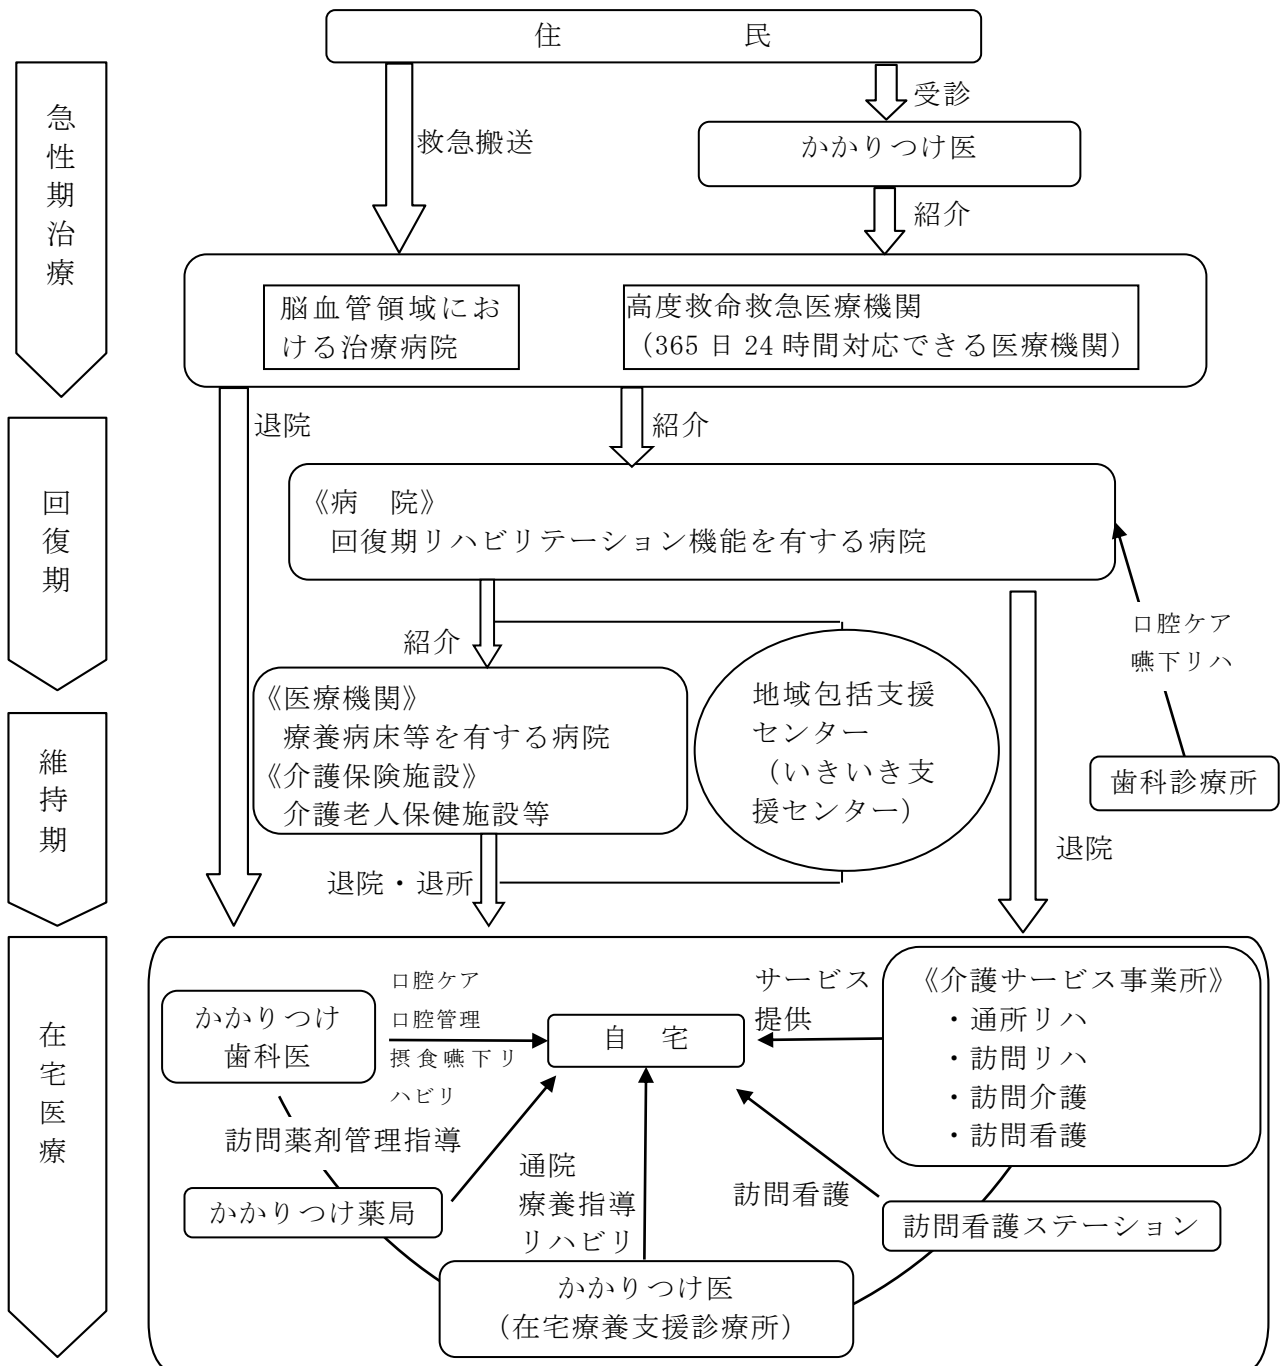 住　民
受診
急性期治療
救急搬送
かかりつけ医
紹介
脳血管領域にお
ける治療病院
高度救命救急医療機関
（365 日 24 時間対応できる医療機関）
退院
紹介
回復期
《病　院》
回復期リハビリテーション機能を有する病院
口腔ケア
嚥下リハ
紹介
《医療機関》
療養病床等を有する病院
《介護保険施設》
介護老人保健施設等
地域包括支援
センター
（いきいき支
援センター）
維持期
歯科診療所
退院
退院・退所
在宅医療
かかりつけ
歯科医
口腔ケア
口腔管理
摂食嚥下リ
ハビリ
自　宅
サービス
提供
《介護サービス事業所》
・通所リハ
・訪問リハ
・訪問介護
・訪問看護
訪問薬剤管理指導
通院
療養指導
リハビリ
訪問看護
かかりつけ薬局
訪問看護ステーション
かかりつけ医
（在宅療養支援診療所）